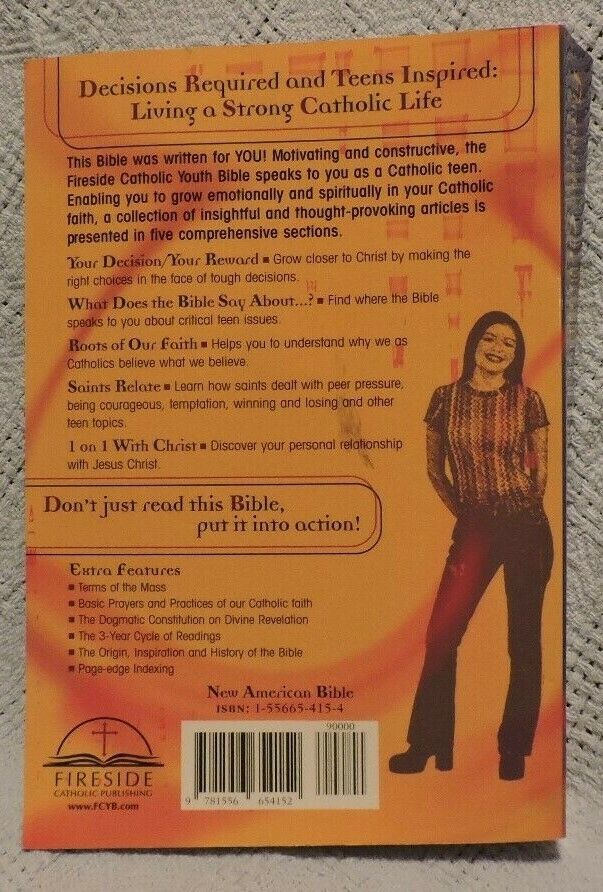 Decisions Required and Teens Inspired:
Living a Strong Catholic Life
This Bible was written for YOU! Motivating and constructive, the
Fireside Catholic Youth Bible speaks to you as a Catholic teen.
Enabling you to grow emotionally and spiritually in your Catholic
faith, a collection of insightful and thought-provoking articles is
presented in five comprehensive sections.
Your Decision/Your Reward ■ Grow closer to Christ by making the
right choices in the face of tough decisions.
What Does the Bible Say About...? ■ Find where the Bible
speaks to you about critical teen issues.
Roots of Our Faith ■ Helps you to understand why we as
Catholics believe what we believe.
Saints Relate ■ Learn how saints dealt with peer pressure,
being courageous, temptation, winning and losing and other
teen topics.
1 on 1 With Christ ■ Discover your personal relationship
with Jesus Christ.
Don't just read this Bible,
put it into action!
Extra Features
■ Terms of the Mass
■ Basic Prayers and Practices of our Catholic faith
■ The Dogmatic Constitution on Divine Revelation
■ The 3-Year Cycle of Readings
■ The Origin, Inspiration and History of the Bible
■ Page-edge Indexing
New American Bible
ISBN: 1-55665-415-4
90000
9 781556 654152
FIRESIDE
CATHOLIC PUBLISHING
www.FCYB.com